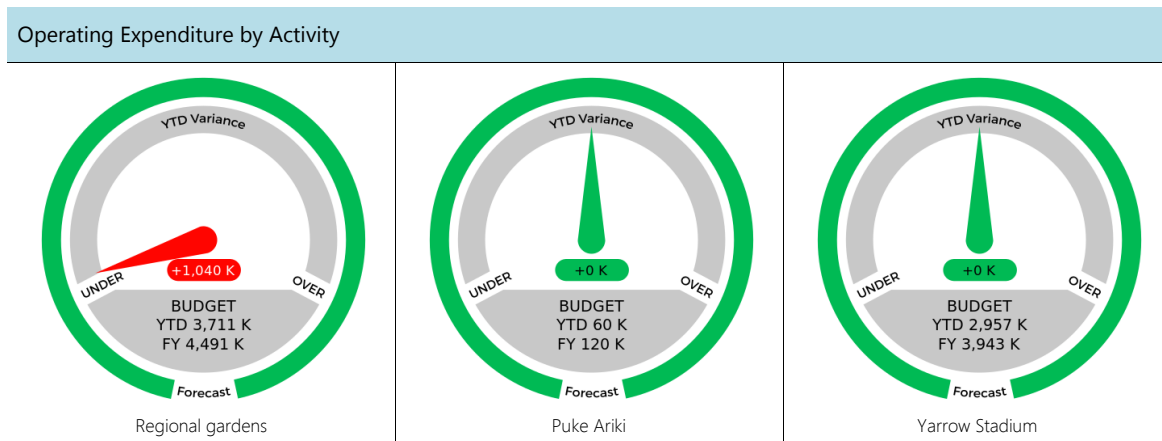 Operating Expenditure by Activity
YTD Variance
+1,040 K
UNDER
OVER
BUDGET
YTD 3,711 K
FY 4,491 K
Forecast
Regional gardens
YTD Variance
+0 K
UNDER
OVER
BUDGET
YTD 60 K
FY 120 K
Forecast
Puke Ariki
YTD Variance
+0 K
UNDER
OVER
BUDGET
YTD 2,957 K
FY 3,943 K
Forecast
Yarrow Stadium